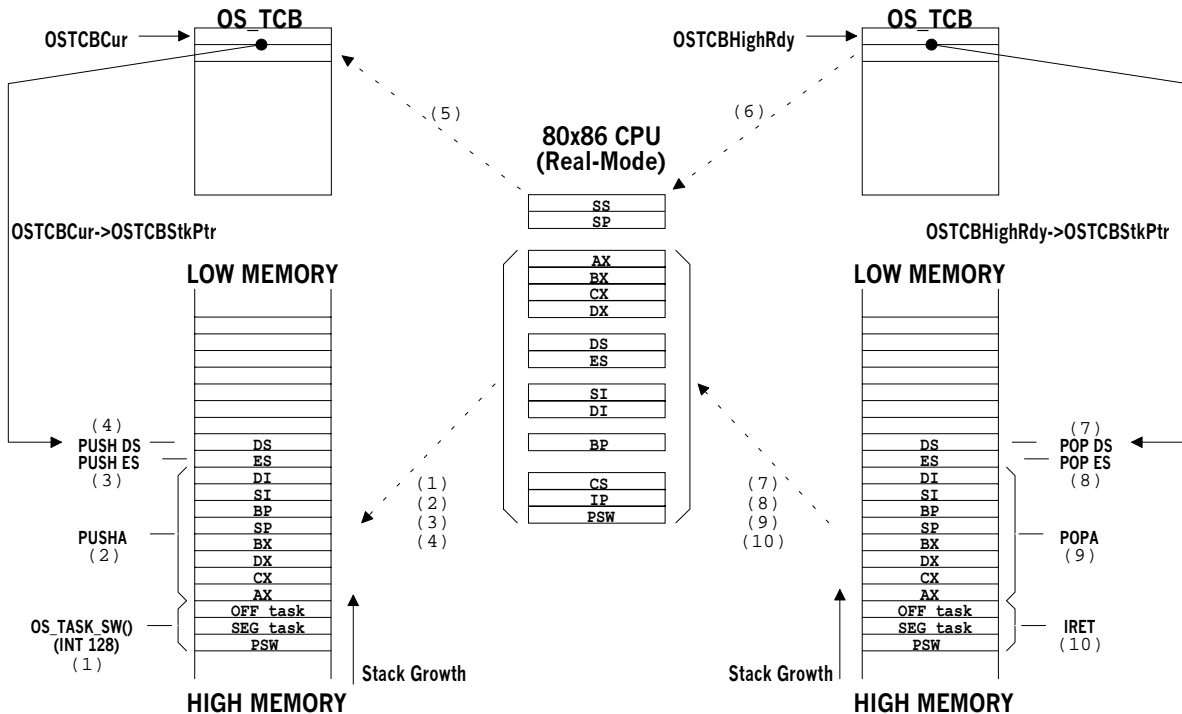 OS_TCB
OSTCBCur
OS_TCB
OSTCBHighRdy
(5)
(6)
80x86 CPU
(Real-Mode)
SS
SP
OSTCBCur->OSTCBStkPtr
OSTCBHighRdy->OSTCBStkPtr
LOW MEMORY
AX
BX
CX
DX
DS
ES
SI
DI
BP
CS
IP
PSW
LOW MEMORY
(4)
PUSH DS
PUSH ES
(3)
PUSHA
(2)
OS_TASK_SW()
(INT 128)
(1)
DS
ES
DI
SI
BP
SP
BX
DX
CX
AX
OFF task
SEG task
PSW
(1)
(2)
(3)
(4)
Stack Growth
HIGH MEMORY
(7)
(8)
(9)
(10)
DS
ES
DI
SI
BP
SP
BX
DX
CX
AX
OFF task
SEG task
PSW
(7)
POP DS
POP ES
(8)
POPA
(9)
IRET
(10)
Stack Growth
HIGH MEMORY